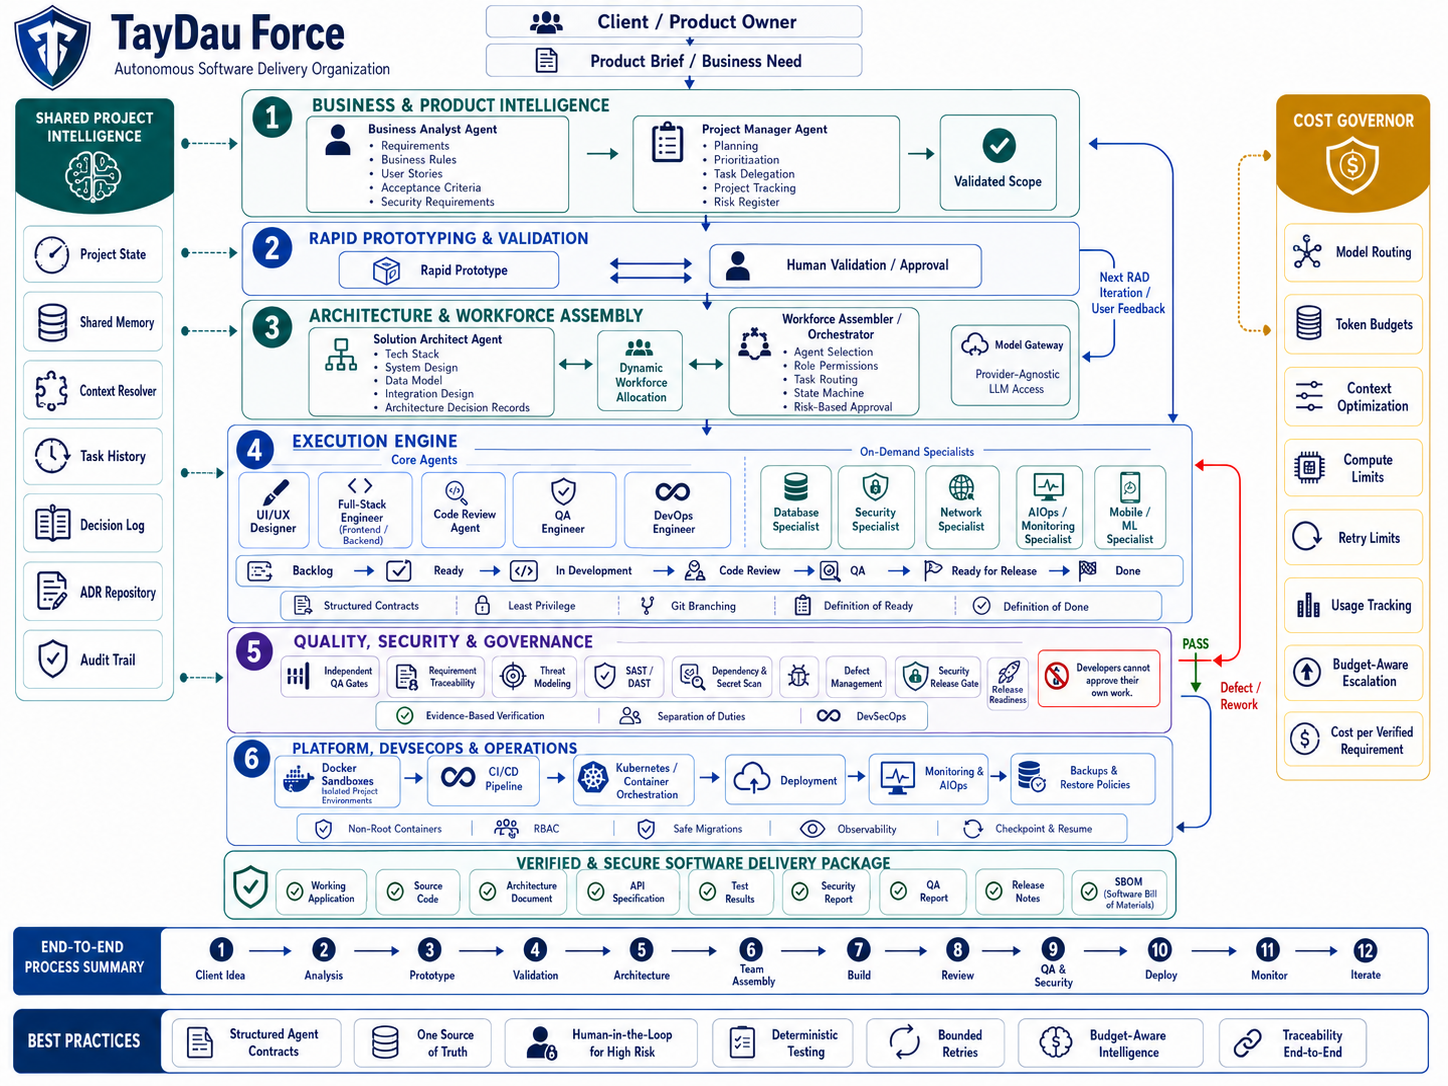 TayDau Force
Autonomous Software Delivery Organization
Client / Product Owner
Product Brief / Business Need
SHARED PROJECT
INTELLIGENCE
Project State
Shared Memory
Context Resolver
Task History
Decision Log
ADR Repository
Audit Trail
1
BUSINESS & PRODUCT INTELLIGENCE
Business Analyst Agent
• Requirements
• Business Rules
• User Stories
• Acceptance Criteria
• Security Requirements
Project Manager Agent
• Planning
• Prioritiaation
• Task Delegation
• Project Tracking
• Risk Register
Validated Scope
2
RAPID PROTOTYPING & VALIDATION
Rapid Prototype
Human Validation / Approval
Next RAD
Iteration /
User Feedback
3
ARCHITECTURE & WORKFORCE ASSEMBLY
Solution Architect Agent
• Tech Stack
• System Design
• Data Model
• Integration Design
• Architecture Decision Records
Dynamic
Workforce
Allocation
Workforce Assembler /
Orchestrator
• Agent Selection
• Role Permissions
• Task Routing
• State Machine
• Risk-Based Approval
Model Gateway
Provider-Agnostic
LLM Access
4
EXECUTION ENGINE
Core Agents
On-Demand Specialists
UI/UX
Designer
Full-Stack
Engineer
(Frontend /
Backend)
Code Review
Agent
QA
Engineer
DevOps
Engineer
Database
Specialist
Security
Specialist
Network
Specialist
AIOps /
Monitoring
Specialist
Mobile /
ML
Specialist
Backlog
Ready
In Development
Code Review
QA
Ready for Release
Done
Structured Contracts
Least Privilege
Git Branching
Definition of Ready
Definition of Done
5
QUALITY, SECURITY & GOVERNANCE
Independent
QA Gates
Requirement
Traceability
Threat
Modeling
SAST /
DAST
Dependency &
Secret Scan
Defect
Management
Security
Release Gate
Release
Readiness
Developers cannot
approve their
own work.
Evidence-Based Verification
Separation of Duties
DevSecOps
PASS
Defect /
Rework
6
PLATFORM, DEVSECOPS & OPERATIONS
Docker
Sandboxes
Isolated Project
Environments
CI/CD
Pipeline
Kubernetes /
Container
Orchestration
Deployment
Monitoring &
AIOps
Backups &
Restore Policies
Non-Root Containers
RBAC
Safe Migrations
Observability
Checkpoint & Resume
VERIFIED & SECURE SOFTWARE DELIVERY PACKAGE
Working
Application
Source
Code
Architecture
Document
API
Specification
Test
Results
Security
Report
QA
Report
Release
Notes
SBOM
(Software Bill
of Materials)
COST GOVERNOR
$
Model Routing
Token Budgets
Context
Optimization
Compute
Limits
Retry Limits
Usage Tracking
Budget-Aware
Escalation
$
Cost per Verified
Requirement
END-TO-END
PROCESS SUMMARY
1
Client Idea
2
Analysis
3
Prototype
4
Validation
5
Architecture
6
Team
Assembly
7
Build
8
Review
9
QA &
Security
10
Deploy
11
Monitor
12
Iterate
BEST PRACTICES
Structured Agent
Contracts
One Source
of Truth
Human-in-the-Loop
for High Risk
Deterministic
Testing
Bounded
Retries
$
Budget-Aware
Intelligence
Traceability
End-to-End